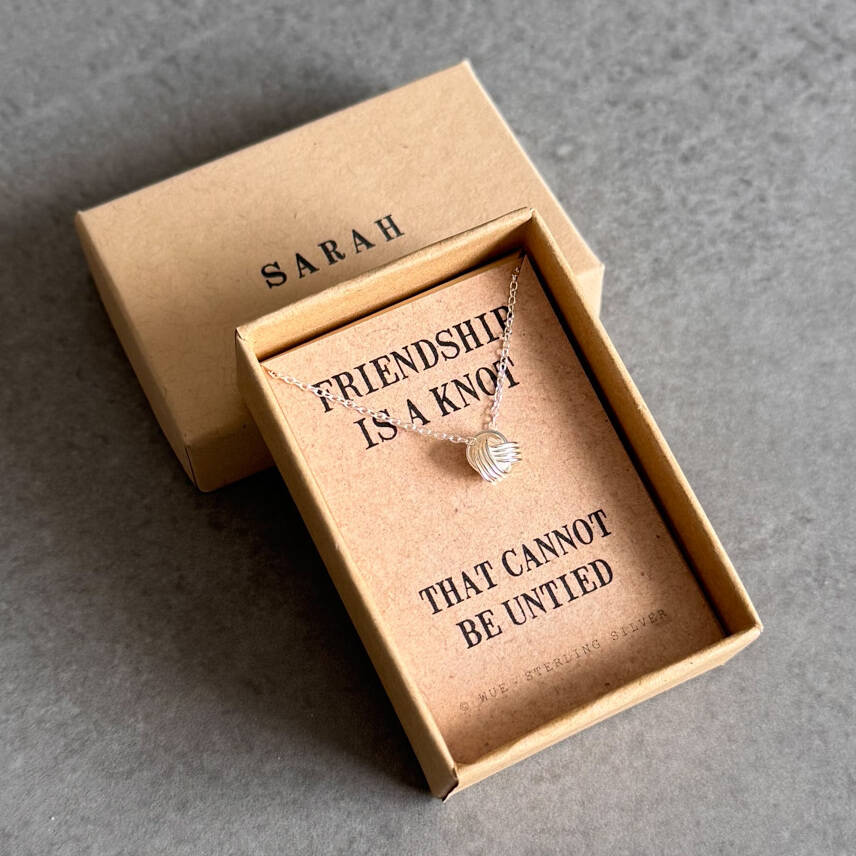 SARAH
FRIENDSHIP
IS A KNOT
THAT CANNOT
BE UNTIED
© WUE - STERLING SILVER